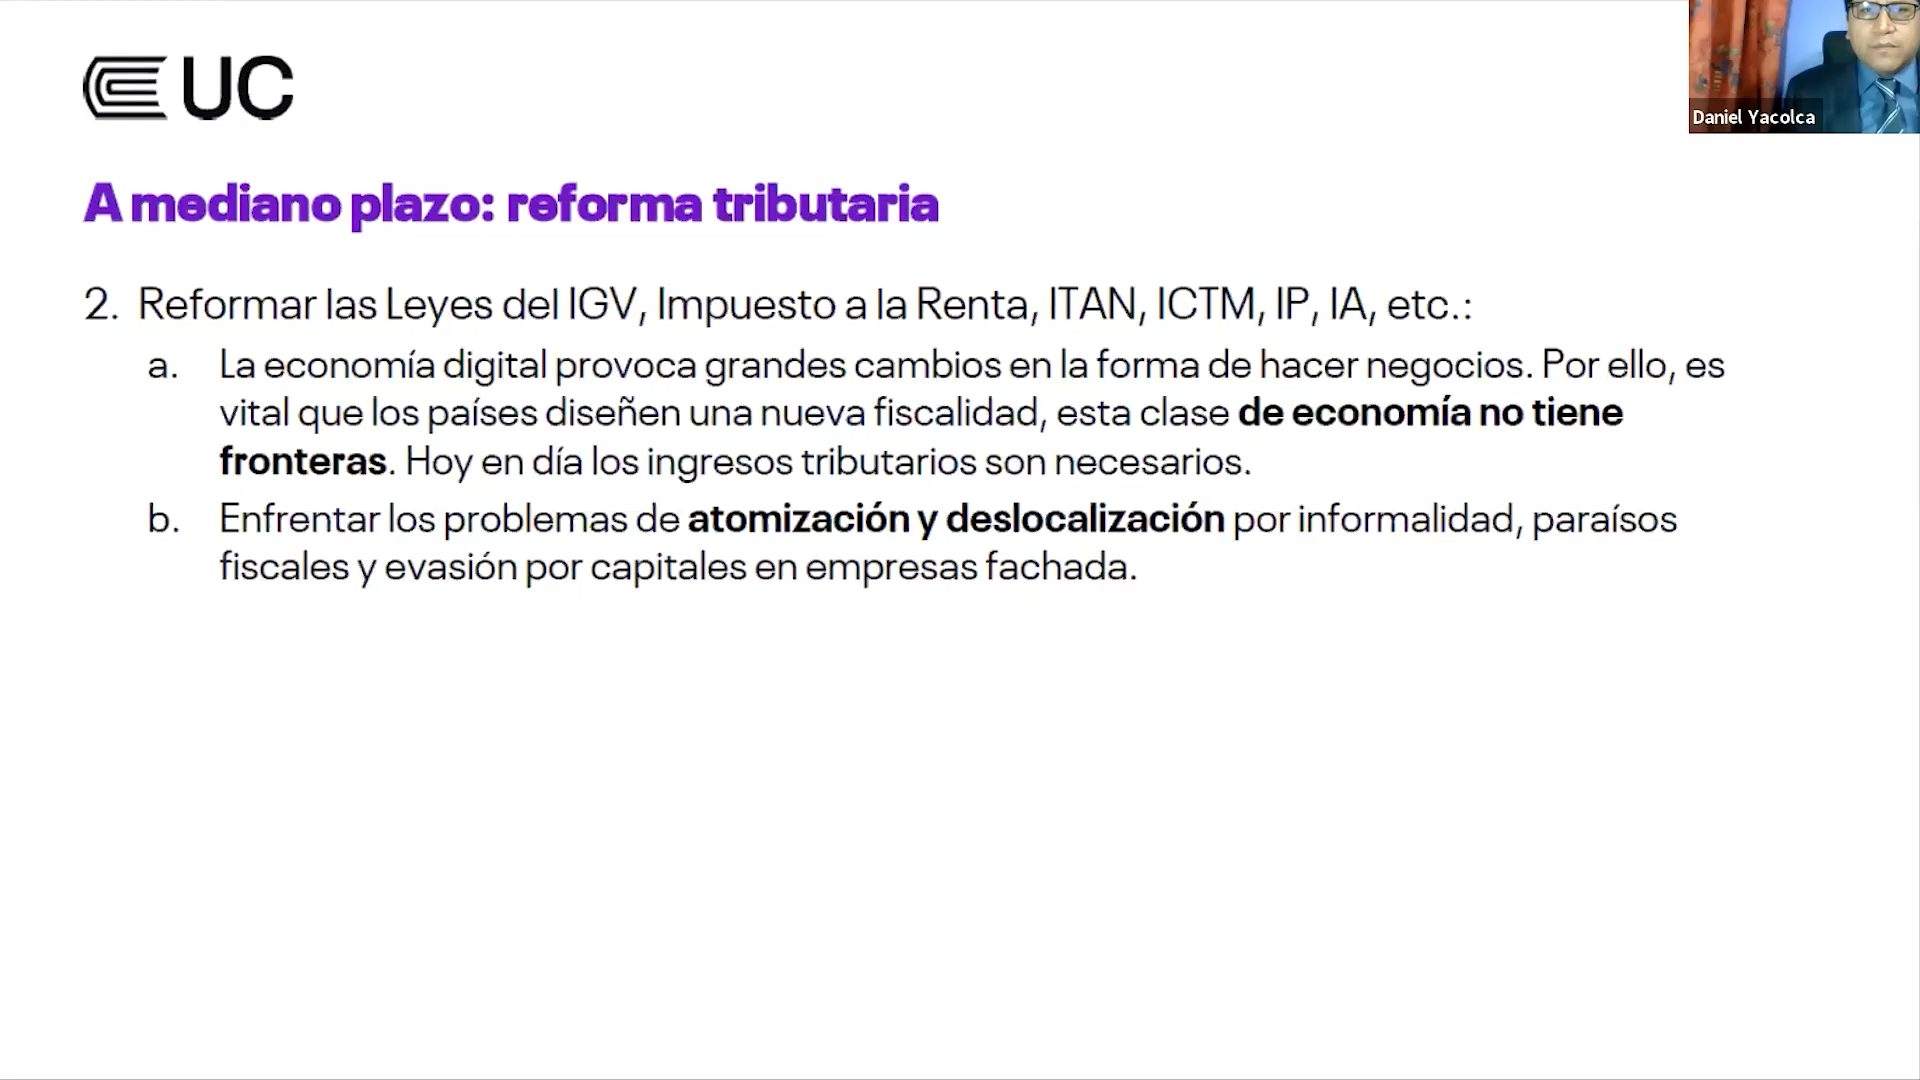 UC
Daniel Yacolca
A mediano plazo: reforma tributaria
2. Reformar las Leyes del IGV, Impuesto a la Renta, ITAN, ICTM, IP, IA, etc.:
a. La economía digital provoca grandes cambios en la forma de hacer negocios. Por ello, es
vital que los países diseñen una nueva fiscalidad, esta clase de economía no tiene
fronteras. Hoy en día los ingresos tributarios son necesarios.
b. Enfrentar los problemas de atomización y deslocalización por informalidad, paraísos
fiscales y evasión por capitales en empresas fachada.